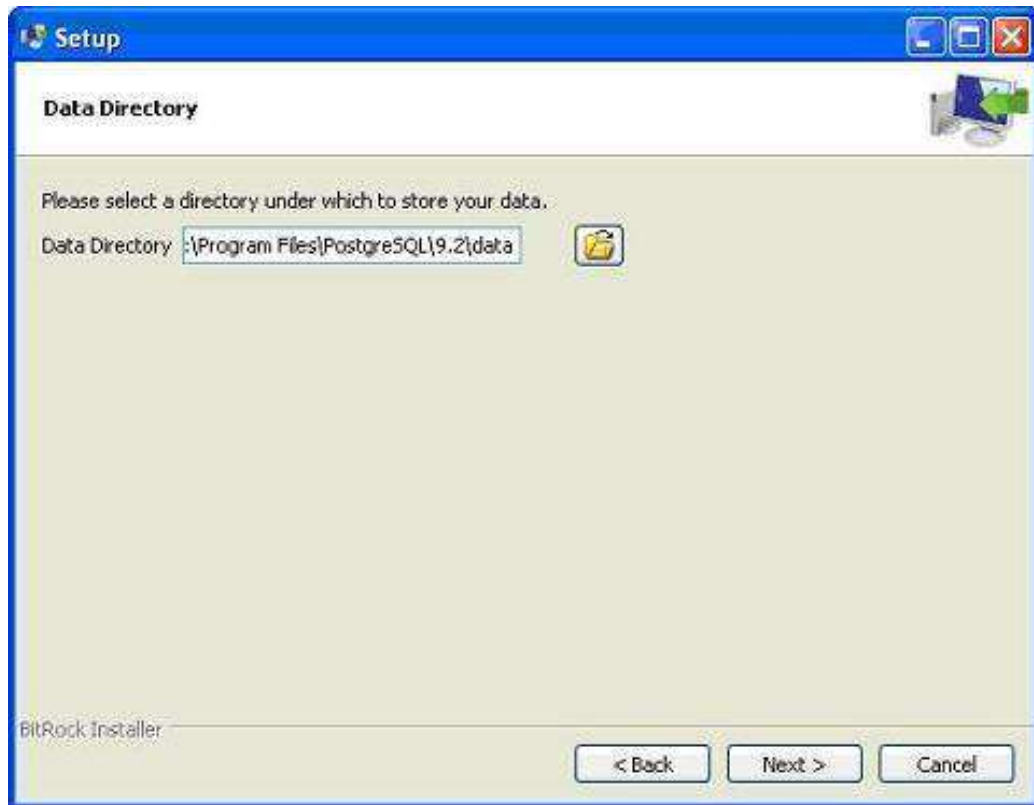 Setup
Data Directory
Please select a directory under which to store your data.
Data Directory :\Program Files\PostgreSQL\9.2\data
BitRock Installer
< Back Next > Cancel